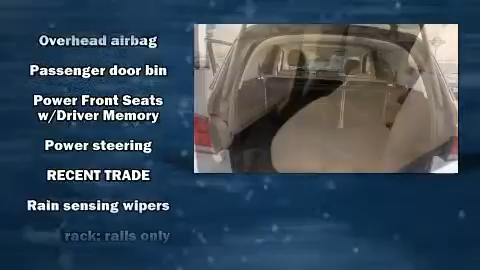 Overhead airbag
Passenger door bin
Power Front Seats
w/Driver Memory
Power steering
RECENT TRADE
Rain sensing wipers
rack: rails only